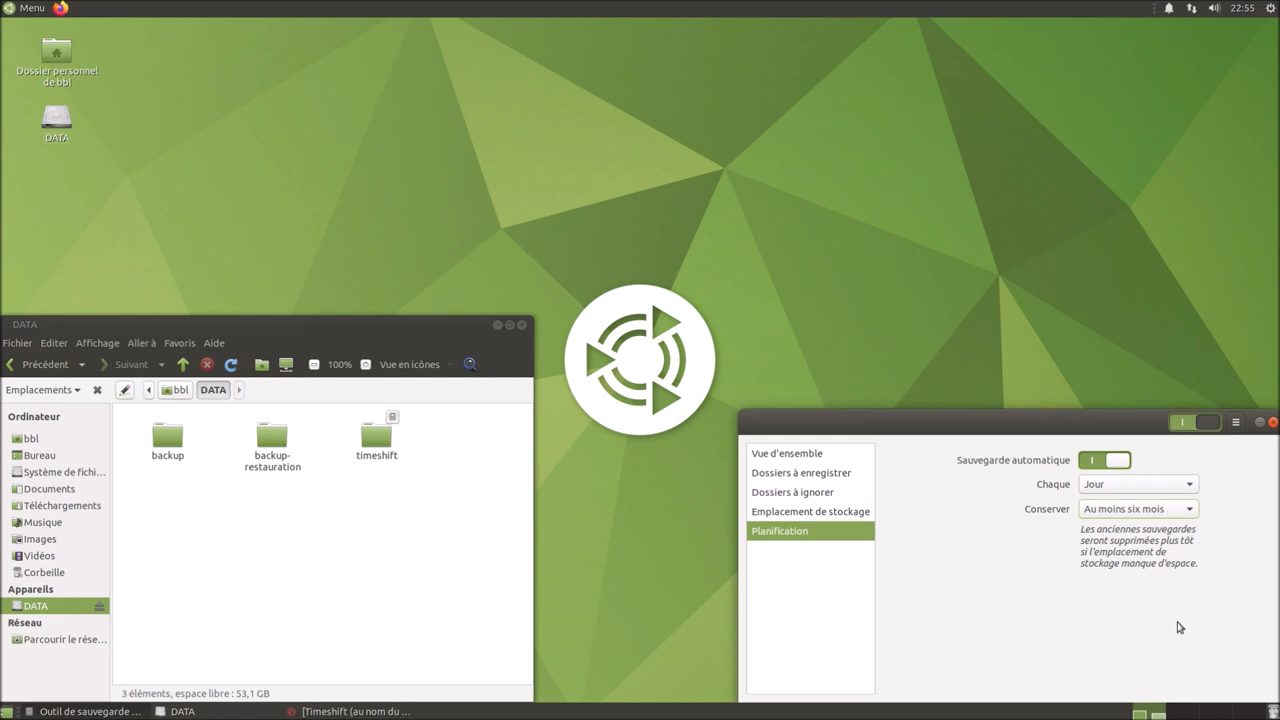 Menu
22:55
Dossier personnel
de bbl
DATA
DATA
Fichier Editer Affichage Aller à Favoris Aide
Précédent Suivant 100% Vue en icônes
Emplacements bbl DATA
Ordinateur
bbl
Bureau
Système de fichi...
Documents
Téléchargements
Musique
Images
Vidéos
Corbeille
Appareils
DATA
Réseau
Parcourir le rése...
backup
backup-
restauration
timeshift
3 éléments, espace libre : 53,1 GB
Vue d'ensemble
Dossiers à enregistrer
Dossiers à ignorer
Emplacement de stockage
Planification
Sauvegarde automatique
Chaque Jour
Conserver Au moins six mois
Les anciennes sauvegardes
seront supprimées plus tôt
si l'emplacement de
stockage manque d'espace.
Outil de sauvegarde ... DATA [Timeshift (au nom du ...